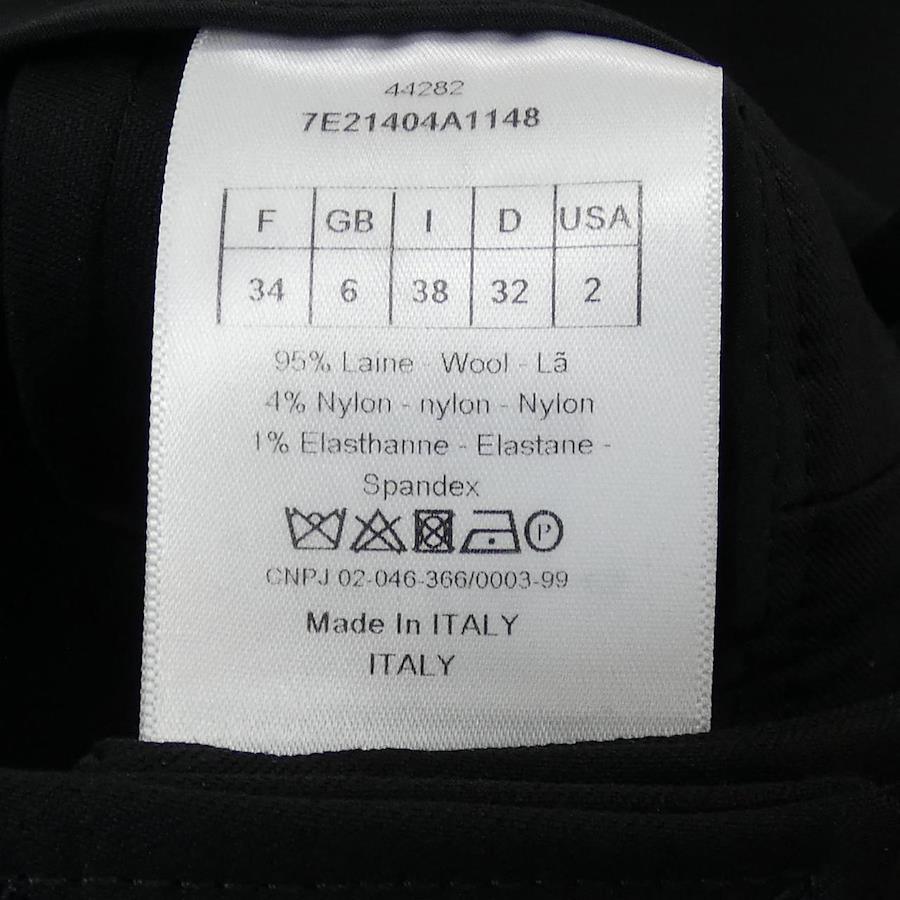 44282
7E21404A1148
F GB I D USA
34 6 38 32 2
95% Laine - Wool - Lã
4% Nylon - nylon - Nylon
1% Elasthanne - Elastane -
Spandex
P
CNPJ 02-046-366/0003-99
Made In ITALY
ITALY